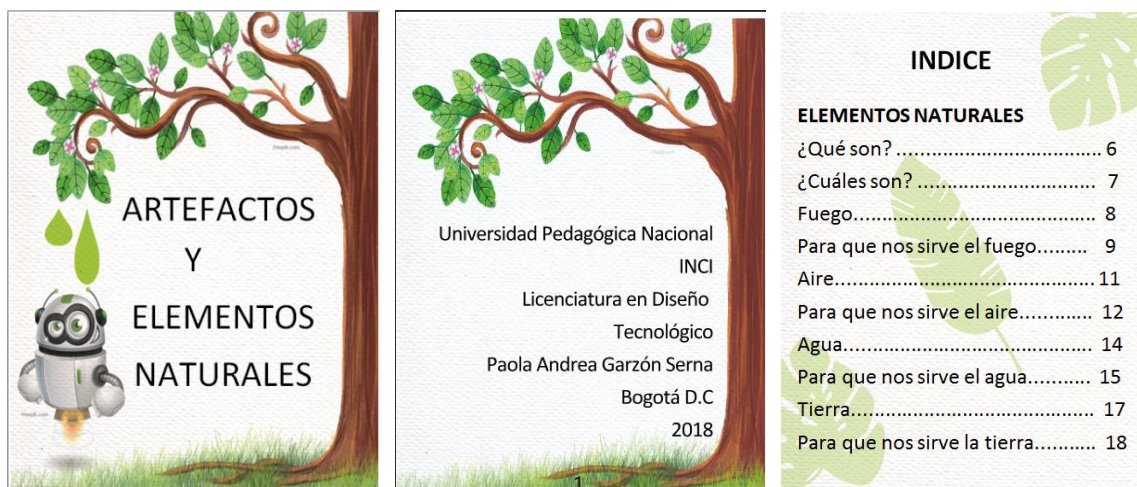 ARTEFACTOS
Y
ELEMENTOS
NATURALES
Universidad Pedagógica Nacional
INCI
Licenciatura en Diseño
Tecnológico
Paola Andrea Garzón Serna
Bogotá D.C
2018
1
INDICE
ELEMENTOS NATURALES
¿Qué son? .................................. 6
¿Cuáles son? .............................. 7
Fuego........................................ 8
Para que nos sirve el fuego......... 9
Aire...........................................11
Para que nos sirve el aire............ 12
Agua......................................... 14
Para que nos sirve el agua.......... 15
Tierra........................................ 17
Para que nos sirve la tierra.......... 18